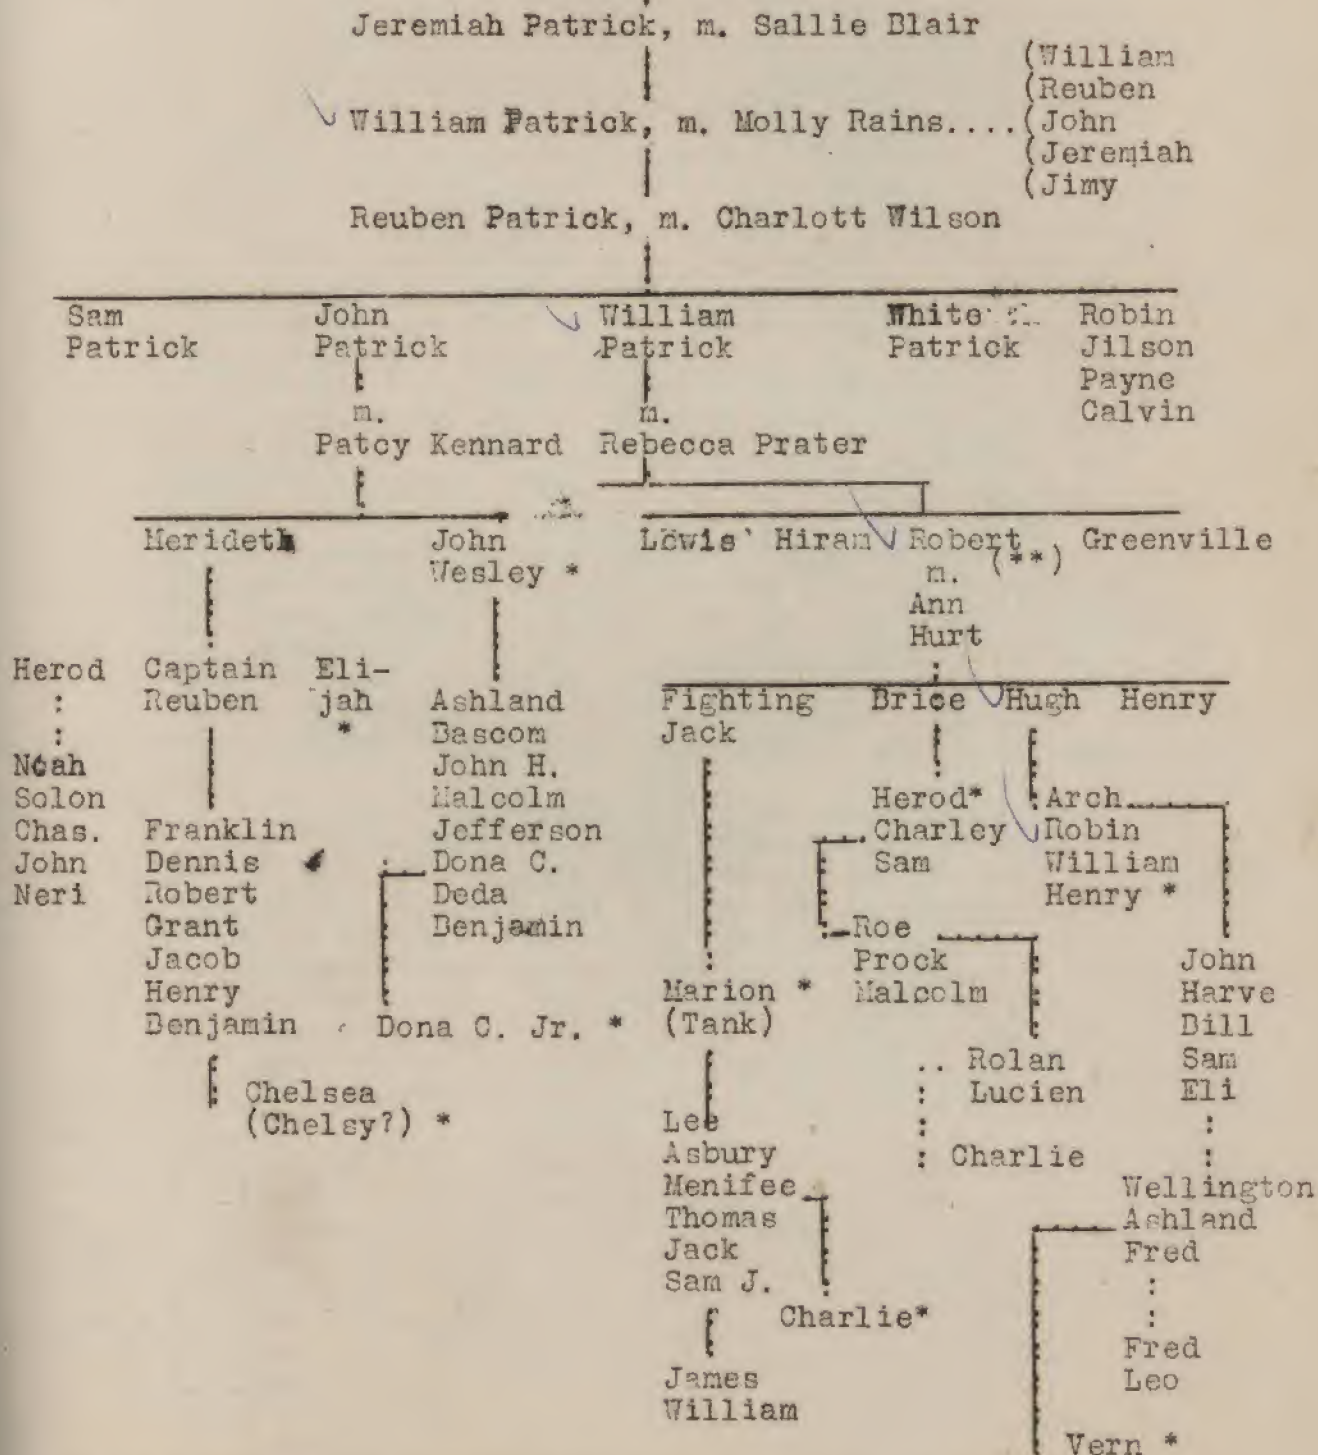 Jeremiah Patrick, m. Sallie Blair
(William
(Reuben
William Patrick, m. Molly Rains....(John
(Jeremiah
(Jimy
Reuben Patrick, m. Charlott Wilson
Sam John William White Robin
Patrick Patrick Patrick Patrick Jilson
Payne
m. m. Calvin
Patcy Kennard Rebecca Prater
Merideth John Lewis Hiram Robert Greenville
Wesley * m. (**)
Ann
Hurt
Herod Captain Eli-
: Reuben jah Ashland Fighting Brice Hugh Henry
: * Bascom Jack
Noah John H.
Solon Malcolm Herod* Arch
Chas. Franklin Jefferson Charley Robin
John Dennis Dona C. Sam William
Neri Robert Deda Henry *
Grant Benjamin Roe
Jacob Prock John
Henry Marion * Malcolm Harve
Benjamin Dona C. Jr. * (Tank) Bill
.. Rolan Sam
Chelsea : Lucien Eli
(Chelsy?) * Lee : :
Asbury : Charlie :
Menifee Wellington
Thomas Ashland
Jack Fred
Sam J. :
Charlie* :
Fred
James Leo
William
Vern *